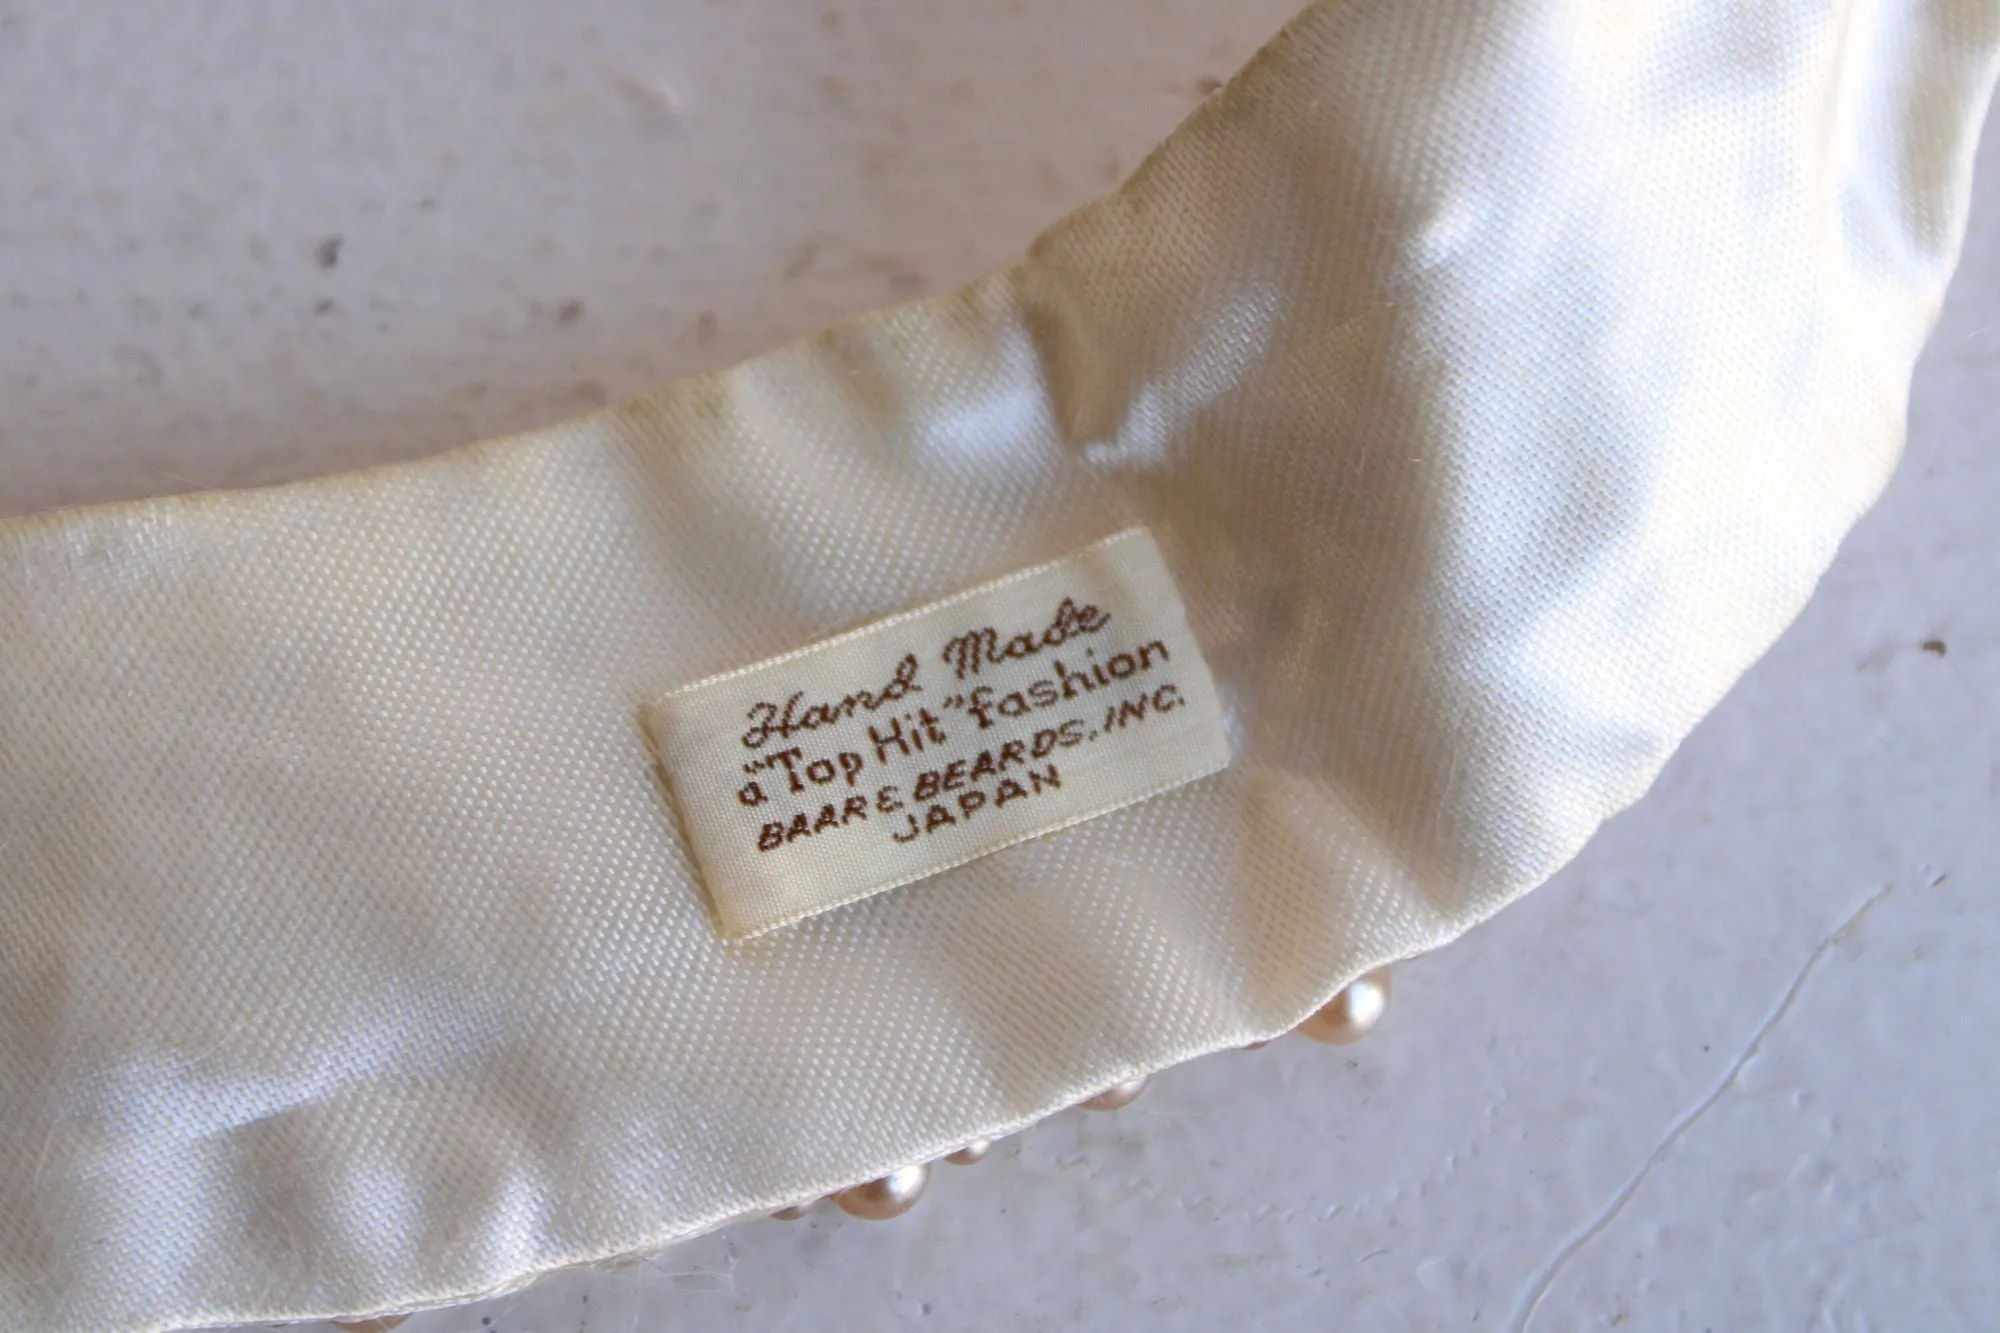 Hand Made
a "Top Hit" fashion
BAAR & BEARDS, INC.
JAPAN